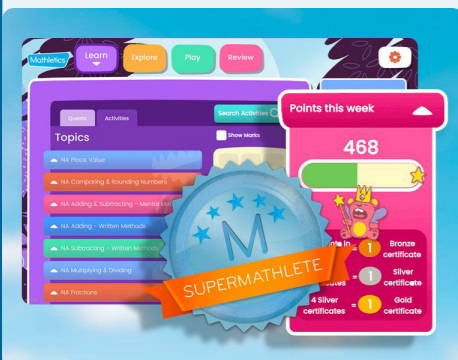 Mathletics
Learn
Explore
Play
Review
Quests
Activities
Search Activities
Topics
Show Marks
NA Place Value
NA Comparing & Rounding Numbers
NA Adding & Subtracting - Mental
NA Adding - Written Methods
NA Subtracting - Written Methods
NA Multiplying & Dividing
NA Fractions
Points this week
468
in
= 1
Bronze
certificate
= 1
Silver
certificate
4 Silver
certificates
= 1
Gold
certificate
M
SUPERMATHLETE